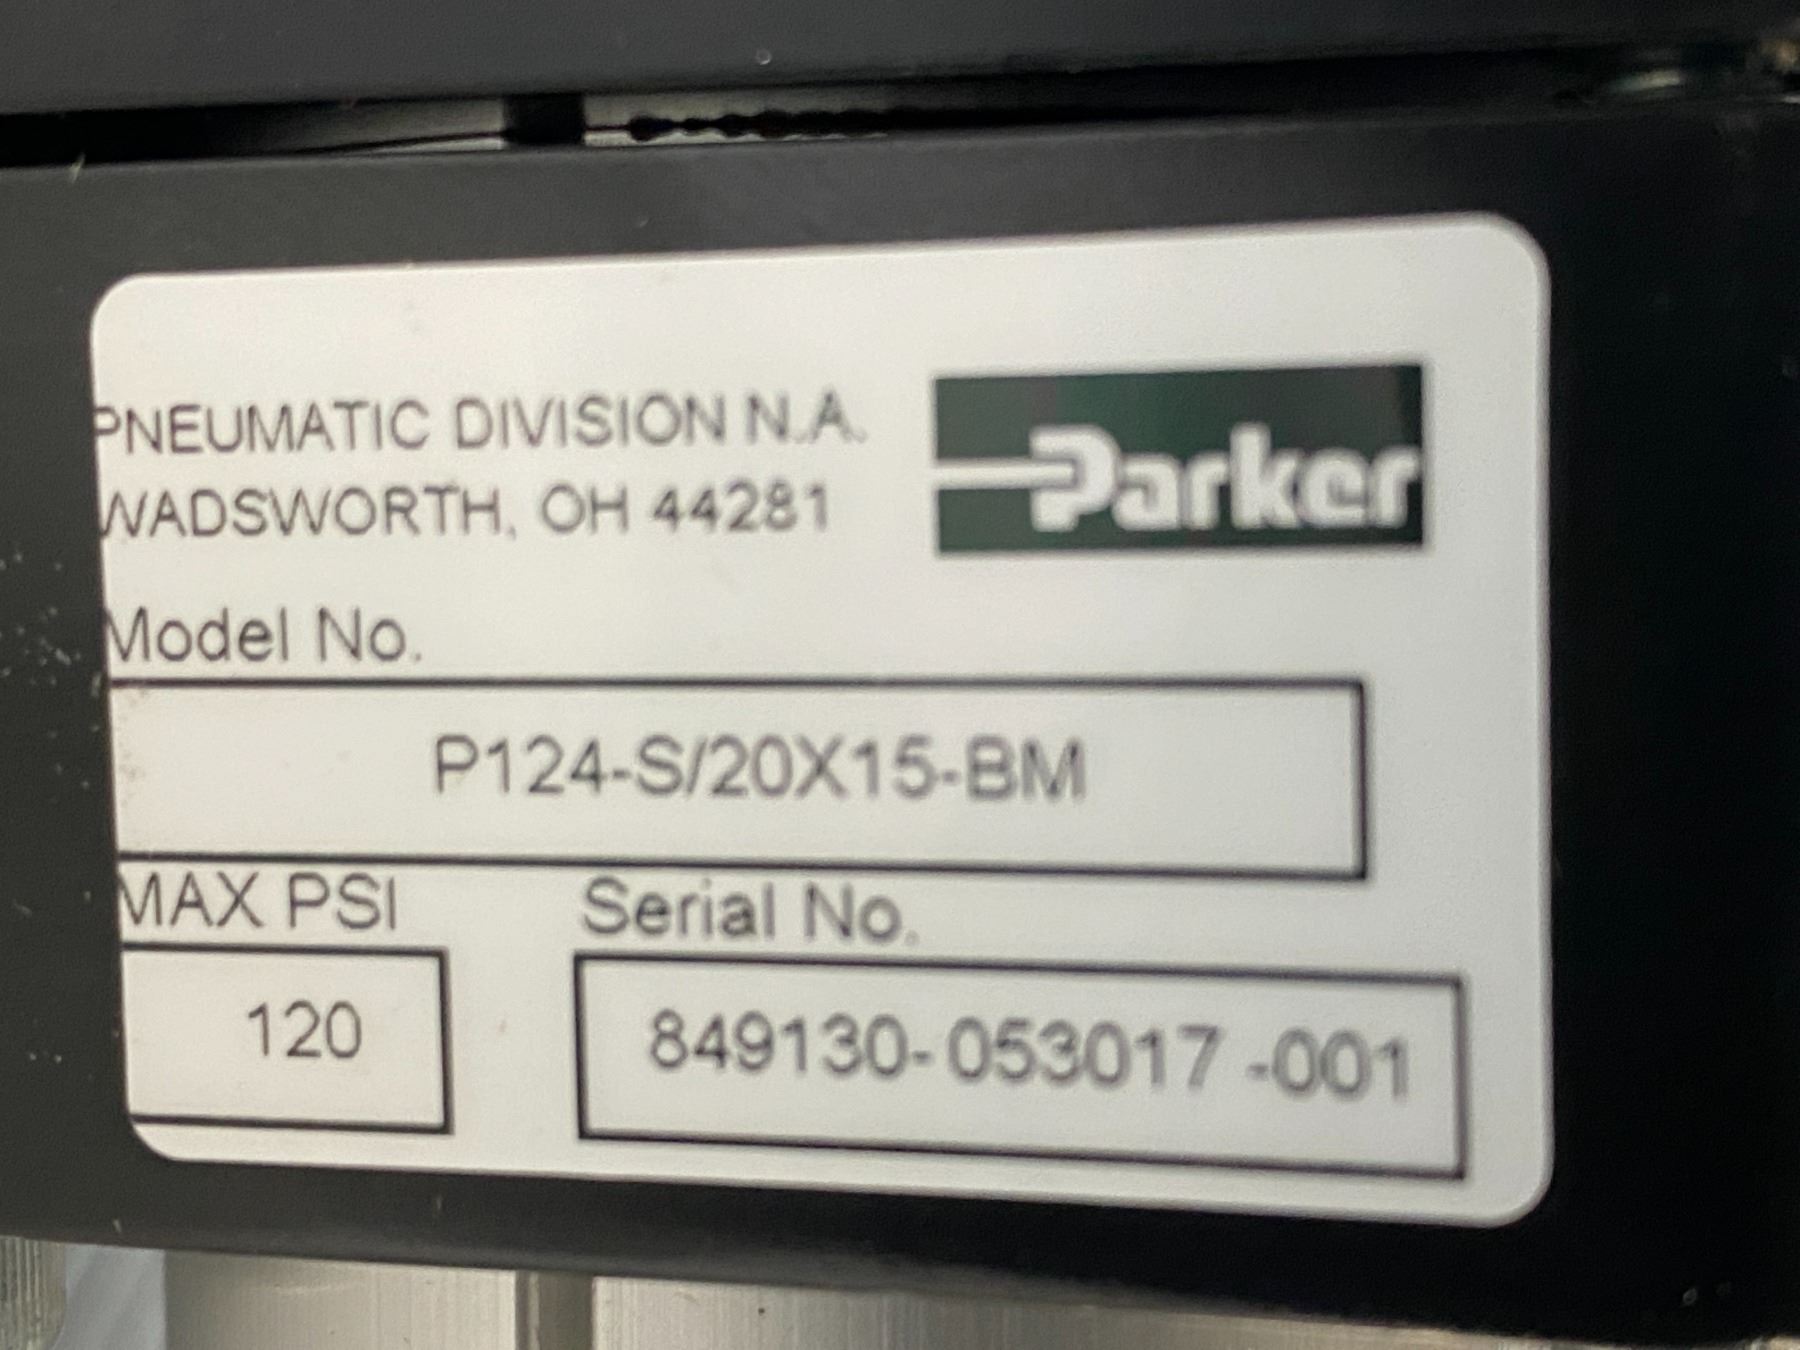 PNEUMATIC DIVISION N.A.
WADSWORTH, OH 44281
Parker
Model No.
P124-S/20X15-BM
MAX PSI
120
Serial No.
849130-053017-001